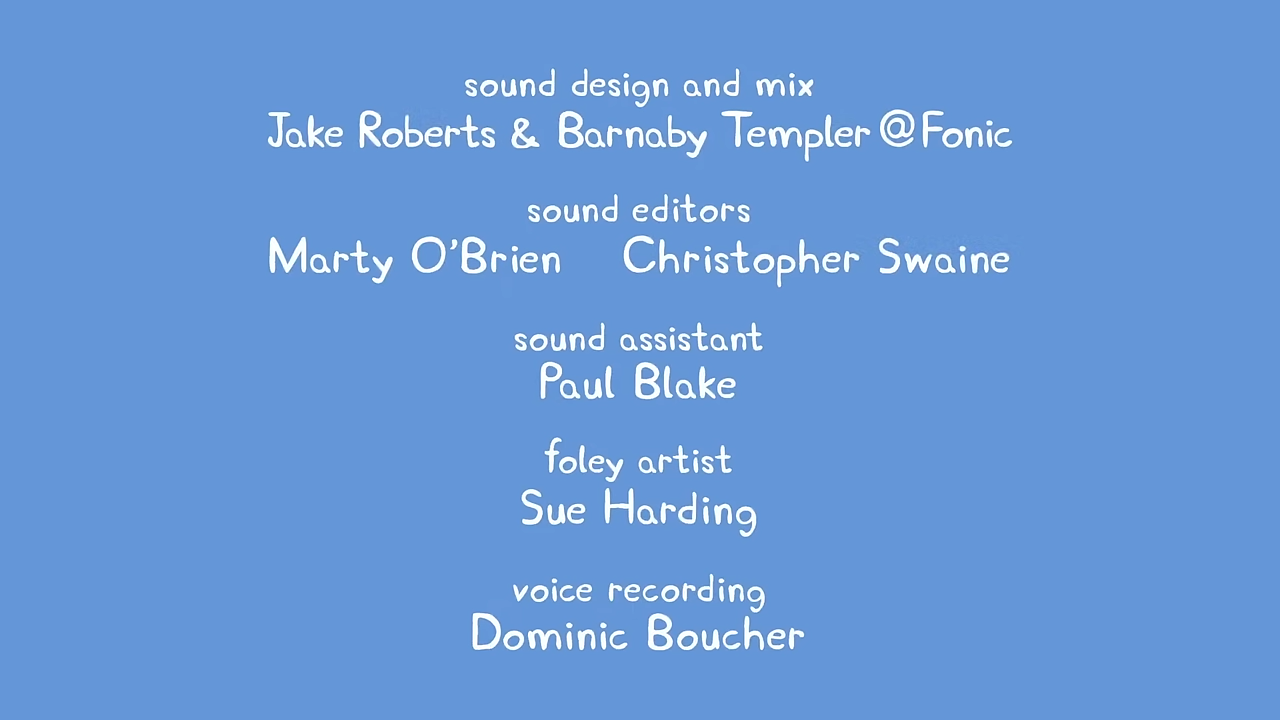 sound design and mix
Jake Roberts & Barnaby Templer @Fonic
sound editors
Marty O'Brien Christopher Swaine
sound assistant
Paul Blake
foley artist
Sue Harding
voice recording
Dominic Boucher